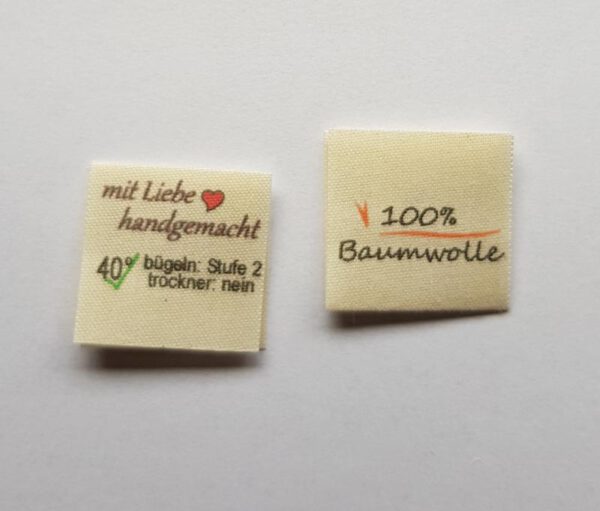 mit Liebe
handgemacht
40° bügeln: Stufe 2
trockner: nein
100%
Baumwolle